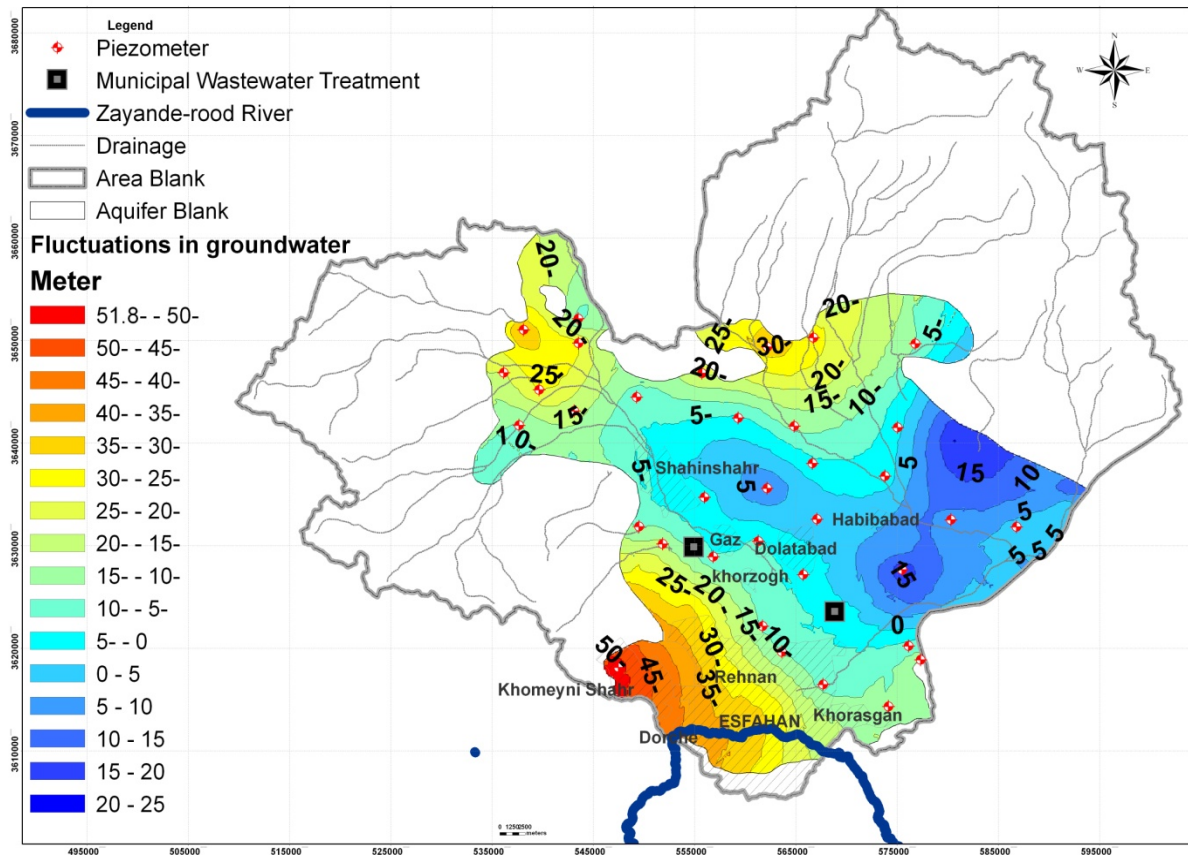 Legend
Piezometer
Municipal Wastewater Treatment
Zayande-rood River
Drainage
Area Blank
Aquifer Blank
Fluctuations in groundwater
Meter
51.8- - 50-
50- - 45-
45- - 40-
40- - 35-
35 - 30-
30 - 25-
25 - 20-
20 - 15-
15- - 10-
10- - 5-
5- - 0
0 - 5
5 - 10
10 - 15
15 - 20
20 - 25
N
W E
S
20-
20-
25-
15-
10-
25-
30-
20-
20-
20-
15-
10-
5-
5-
5-
5
5
15
10
5
5
5
5
15
0
25-
20-
15-
10-
30-
35-
45-
50-
Shahinshahr
Habibabad
Gaz
Dolatabad
khorzogh
Rehnan
Khomeyni Shahr
ESFAHAN
Khorasgan
0 12502500
meters
3680000
3670000
3660000
3650000
3640000
3630000
3620000
3610000
495000 505000 515000 525000 535000 545000 555000 565000 575000 585000 595000